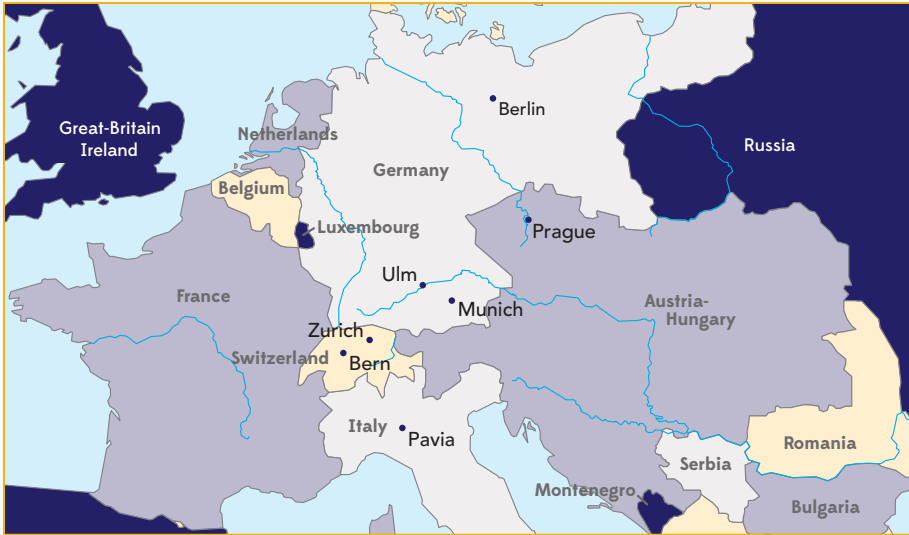 Great-Britain
Ireland
Netherlands
Berlin
Russia
Germany
Belgium
Luxembourg
Prague
Ulm
France
Munich
Austria-
Hungary
Zurich
Switzerland
Bern
Italy
Pavia
Romania
Serbia
Montenegro
Bulgaria